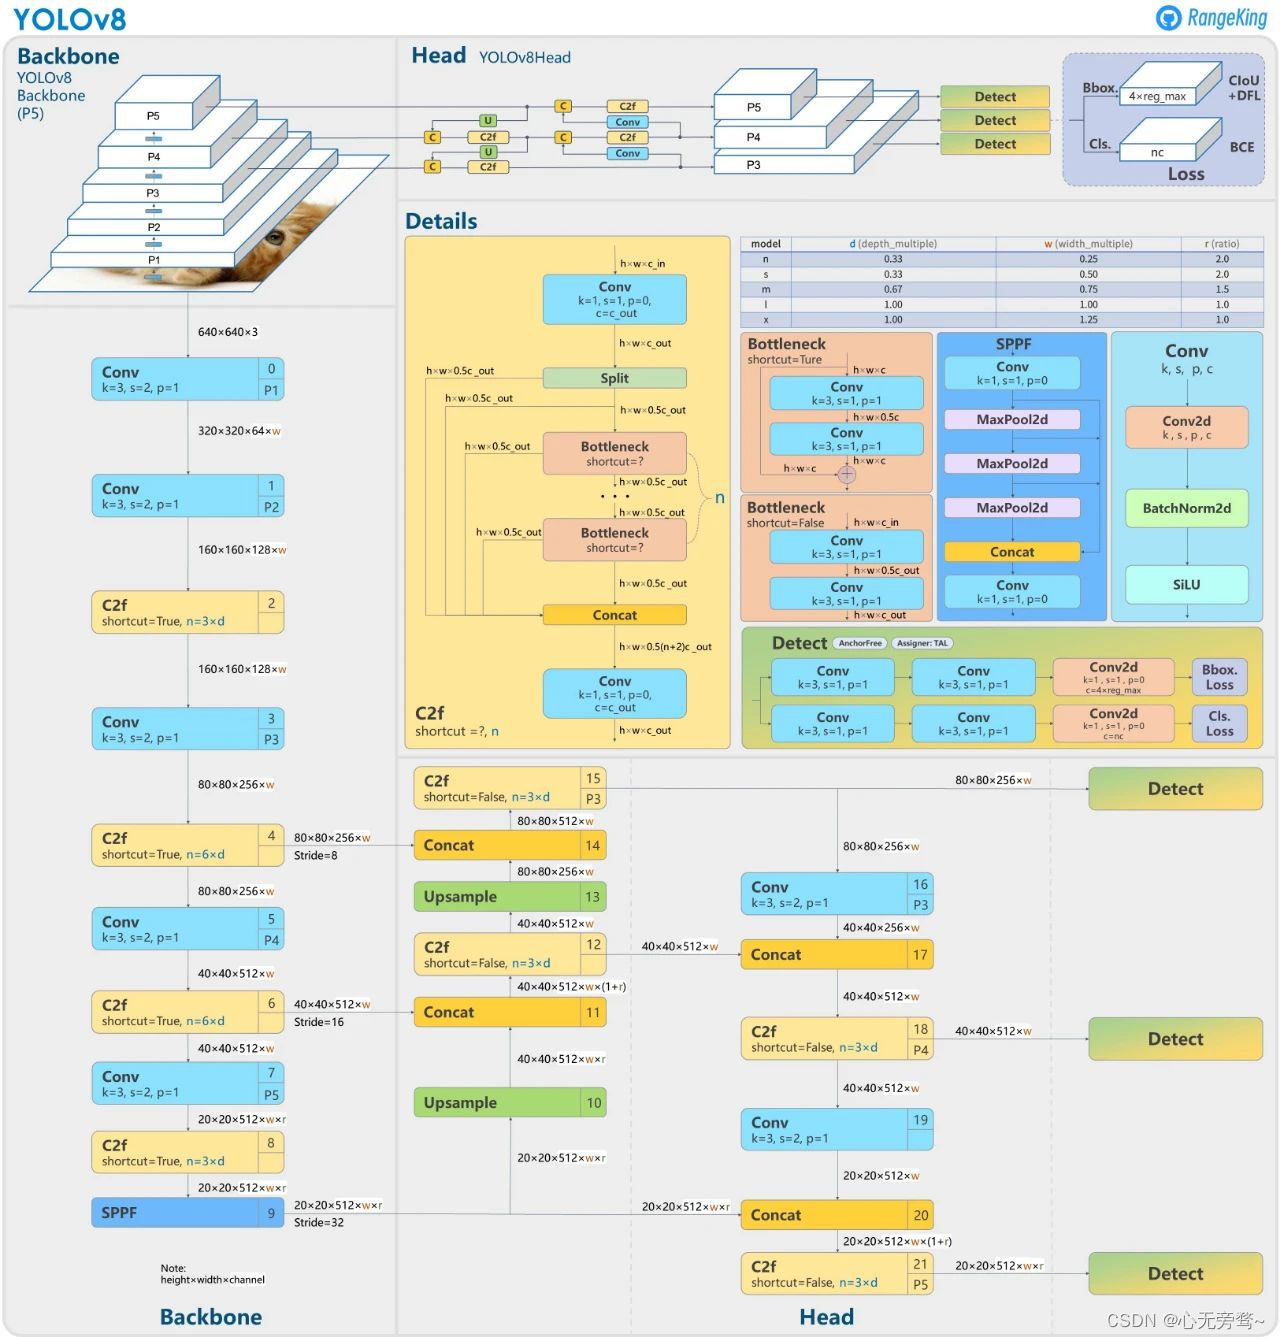 YOLOv8
RangeKing
Backbone
YOLOv8
Backbone
(P5)
P5
P4
P3
P2
P1
Head YOLOv8Head
C
C2f
U
Conv
C
C2f
C
C2f
U
Conv
C
C2f
P5
P4
P3
Detect
Detect
Detect
Bbox.
4×reg_max
CIoU
+DFL
Cls.
nc
BCE
Loss
Details
h×w×c_in
Conv
k=1, s=1, p=0,
c=c_out
h×w×c_out
h×w×0.5c_out
Split
h×w×0.5c_out
h×w×0.5c_out
h×w×0.5c_out
Bottleneck
shortcut=?
h×w×0.5c_out
...
n
h×w×0.5c_out
h×w×0.5c_out
Bottleneck
shortcut=?
h×w×0.5c_out
Concat
h×w×0.5(n+2)c_out
Conv
k=1, s=1, p=0,
c=c_out
C2f
shortcut =?, n
h×w×c_out
model d (depth_multiple) w (width_multiple) r (ratio)
n 0.33 0.25 2.0
s 0.33 0.50 2.0
m 0.67 0.75 1.5
l 1.00 1.00 1.0
x 1.00 1.25 1.0
Bottleneck
shortcut=Ture
h×w×c
Conv
k=3, s=1, p=1
h×w×0.5c
Conv
k=3, s=1, p=1
h×w×c
h×w×c
+
Bottleneck
shortcut=False
h×w×c_in
Conv
k=3, s=1, p=1
h×w×0.5c_out
Conv
k=3, s=1, p=1
h×w×c_out
SPPF
Conv
k=1, s=1, p=0
MaxPool2d
MaxPool2d
MaxPool2d
Concat
Conv
k=1, s=1, p=0
Conv
k, s, p, c
Conv2d
k, s, p, c
BatchNorm2d
SiLU
Detect AnchorFree Assigner: TAL
Conv
k=3, s=1, p=1
Conv
k=3, s=1, p=1
Conv2d
k=1, s=1, p=0
c=4×reg_max
Bbox.
Loss
Conv
k=3, s=1, p=1
Conv
k=3, s=1, p=1
Conv2d
k=1, s=1, p=0
c=nc
Cls.
Loss
640×640×3
Conv 0
k=3, s=2, p=1 P1
320×320×64×w
Conv 1
k=3, s=2, p=1 P2
160×160×128×w
C2f 2
shortcut=True, n=3×d
160×160×128×w
Conv 3
k=3, s=2, p=1 P3
80×80×256×w
C2f 4
shortcut=True, n=6×d
80×80×256×w
Stride=8
80×80×256×w
Conv 5
k=3, s=2, p=1 P4
40×40×512×w
C2f 6
shortcut=True, n=6×d
40×40×512×w
Stride=16
40×40×512×w
Conv 7
k=3, s=2, p=1 P5
20×20×512×w×r
C2f 8
shortcut=True, n=3×d
20×20×512×w×r
SPPF 9
20×20×512×w×r
Stride=32
Note:
height×width×channel
Backbone
C2f 15
shortcut=False, n=3×d P3
80×80×512×w
Concat 14
80×80×256×w
Upsample 13
40×40×512×w
C2f 12
shortcut=False, n=3×d
40×40×512×w×(1+r)
Concat 11
40×40×512×w×r
Upsample 10
20×20×512×w×r
80×80×256×w
Detect
80×80×256×w
Conv 16
k=3, s=2, p=1 P3
40×40×256×w
40×40×512×w
Concat 17
40×40×512×w
C2f 18
shortcut=False, n=3×d P4
40×40×512×w
Detect
40×40×512×w
Conv 19
k=3, s=2, p=1
20×20×512×w
20×20×512×w×r
Concat 20
20×20×512×w×(1+r)
C2f 21
shortcut=False, n=3×d P5
20×20×512×w×r
Detect
Head
CSDN @心无旁骛~